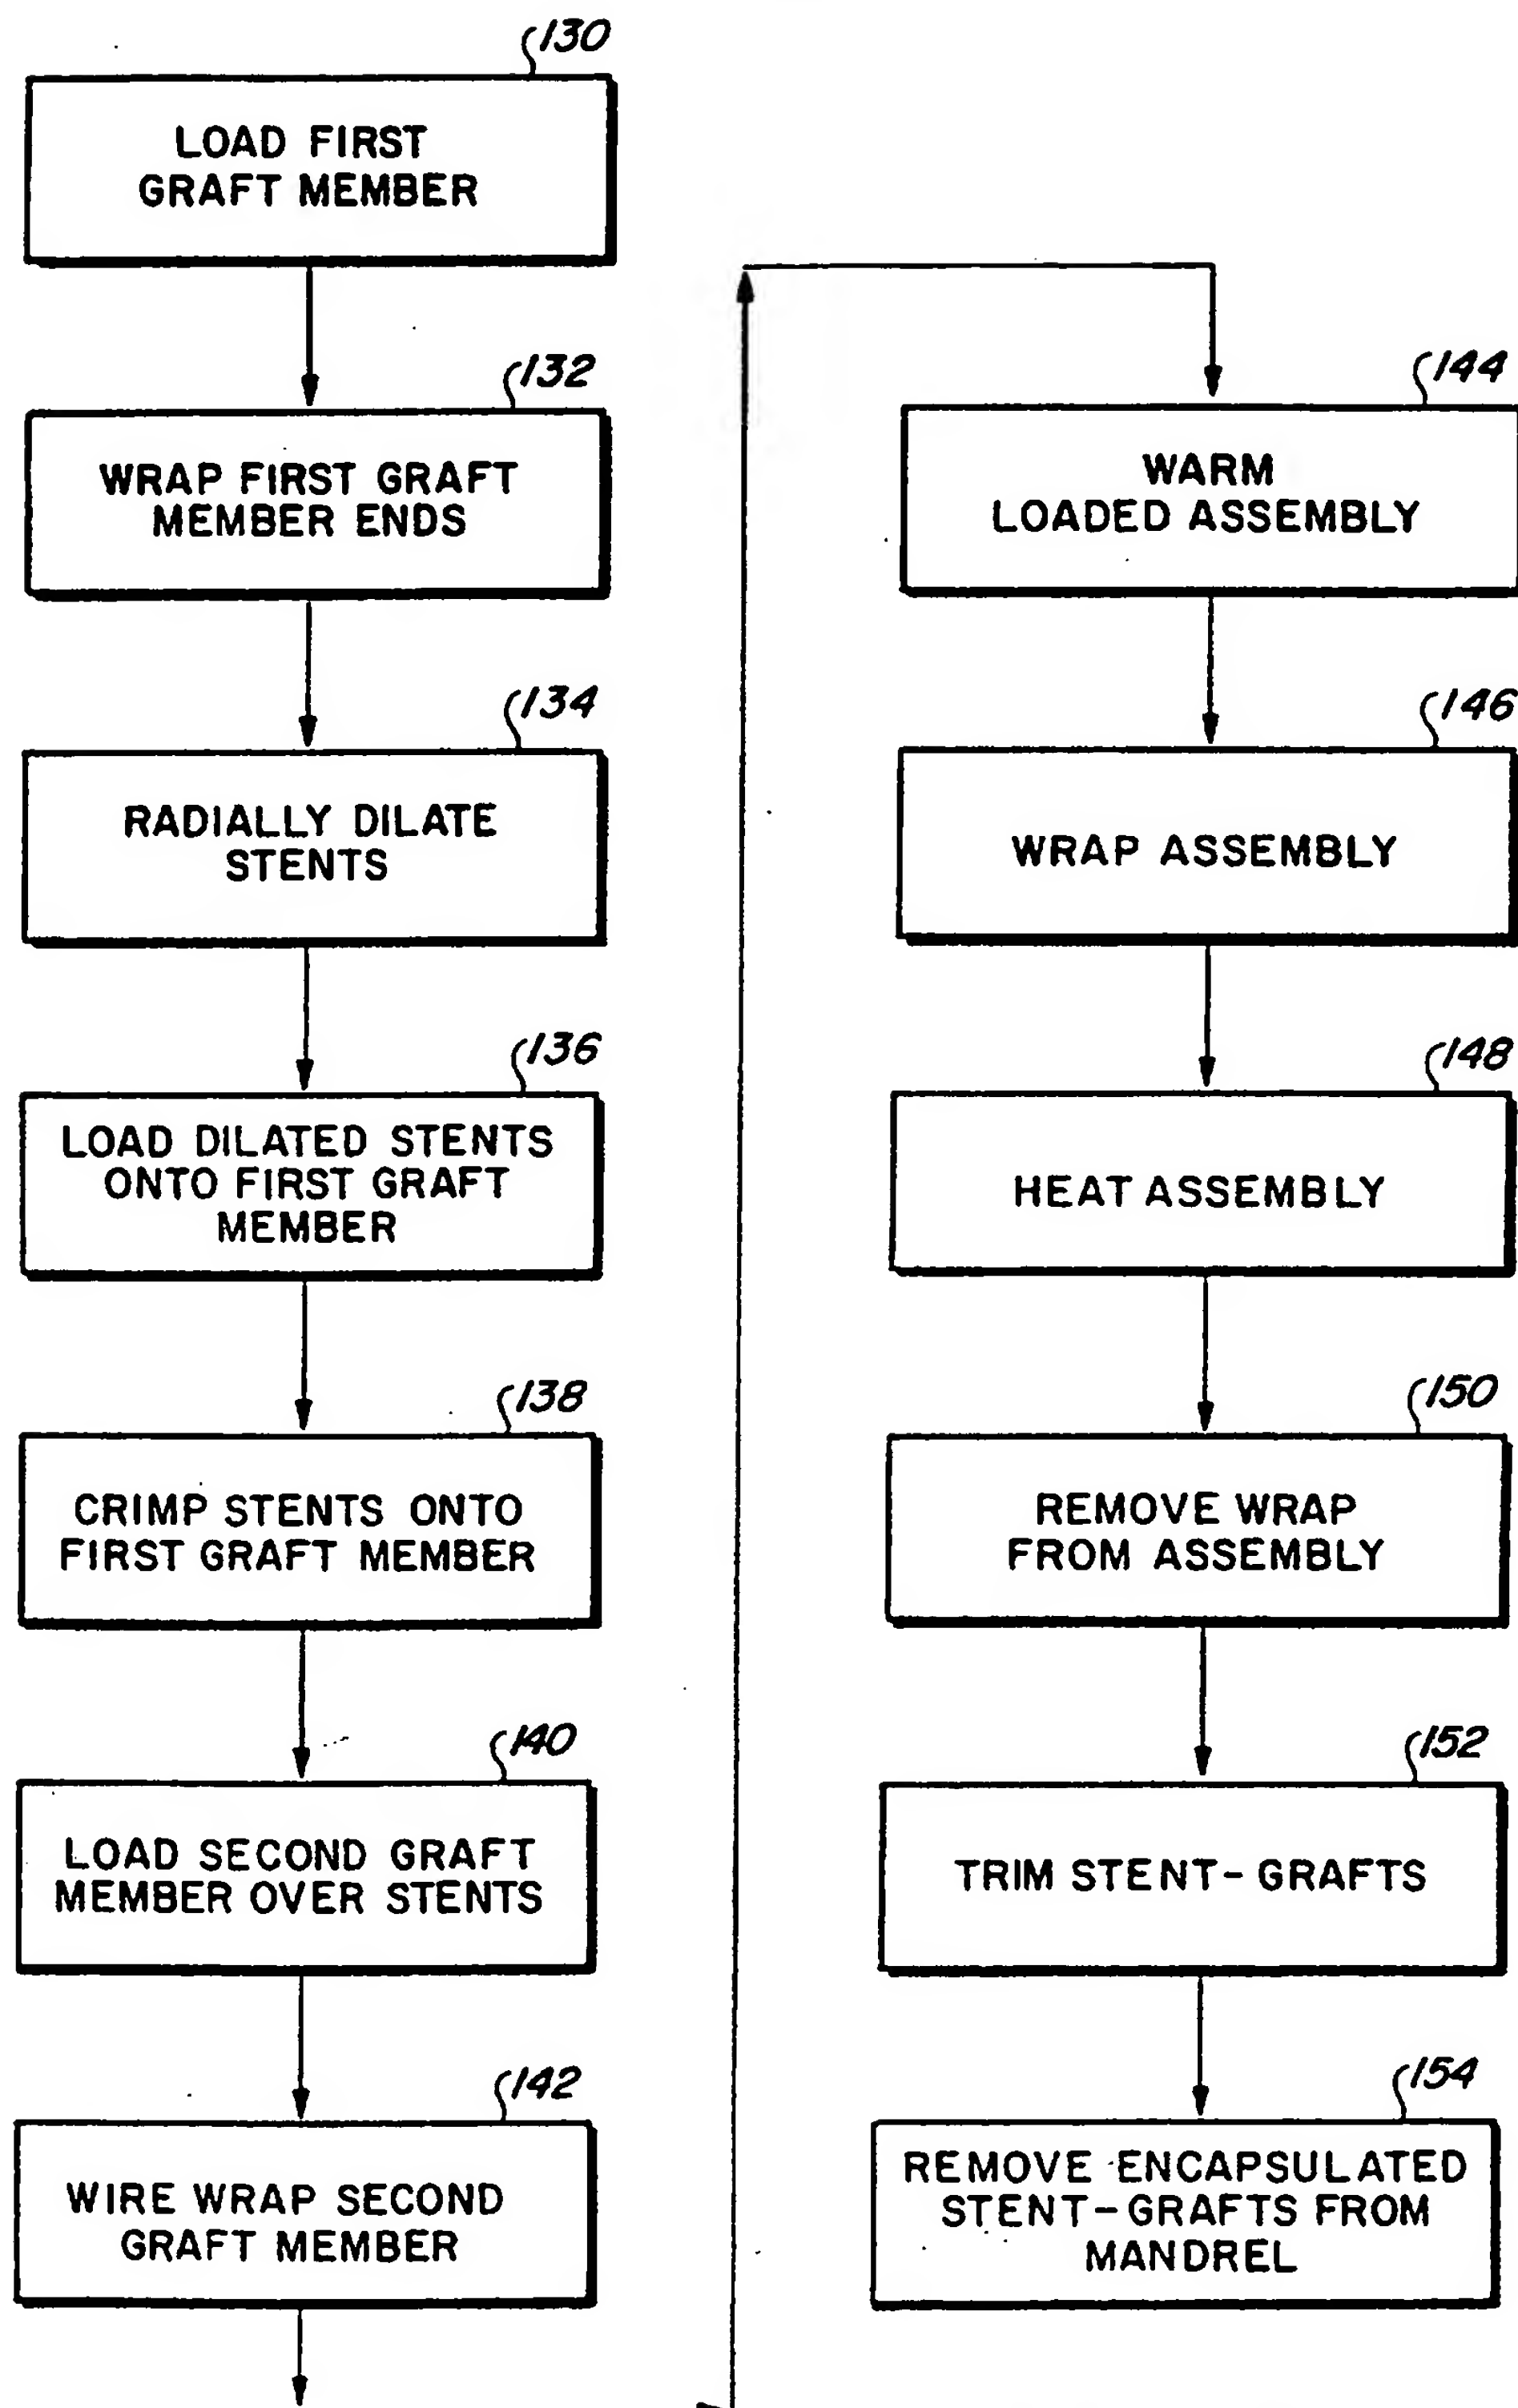 130
LOAD FIRST
GRAFT MEMBER
132
WRAP FIRST GRAFT
MEMBER ENDS
134
RADIALLY DILATE
STENTS
136
LOAD DILATED STENTS
ONTO FIRST GRAFT
MEMBER
138
CRIMP STENTS ONTO
FIRST GRAFT MEMBER
140
LOAD SECOND GRAFT
MEMBER OVER STENTS
142
WIRE WRAP SECOND
GRAFT MEMBER
144
WARM
LOADED ASSEMBLY
146
WRAP ASSEMBLY
148
HEAT ASSEMBLY
150
REMOVE WRAP
FROM ASSEMBLY
152
TRIM STENT-GRAFTS
154
REMOVE ENCAPSULATED
STENT-GRAFTS FROM
MANDREL